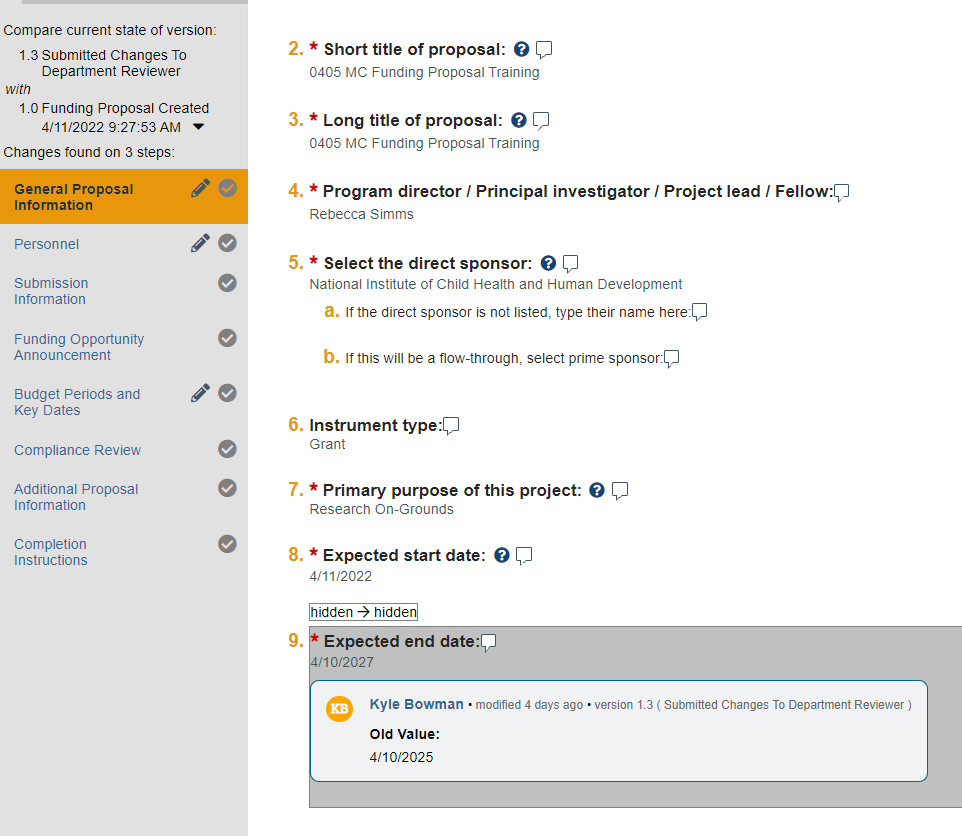 Compare current state of version:
1.3 Submitted Changes To
Department Reviewer
with
1.0 Funding Proposal Created
4/11/2022 9:27:53 AM
Changes found on 3 steps:
General Proposal
Information
Personnel
Submission
Information
Funding Opportunity
Announcement
Budget Periods and
Key Dates
Compliance Review
Additional Proposal
Information
Completion
Instructions
2. * Short title of proposal: ?
0405 MC Funding Proposal Training
3. * Long title of proposal: ?
0405 MC Funding Proposal Training
4. * Program director / Principal investigator / Project lead / Fellow:
Rebecca Simms
5. * Select the direct sponsor: ?
National Institute of Child Health and Human Development
a. If the direct sponsor is not listed, type their name here:
b. If this will be a flow-through, select prime sponsor:
6. Instrument type:
Grant
7. * Primary purpose of this project: ?
Research On-Grounds
8. * Expected start date: ?
4/11/2022
hidden → hidden
9. * Expected end date:
4/10/2027
KB Kyle Bowman • modified 4 days ago • version 1.3 ( Submitted Changes To Department Reviewer )
Old Value:
4/10/2025